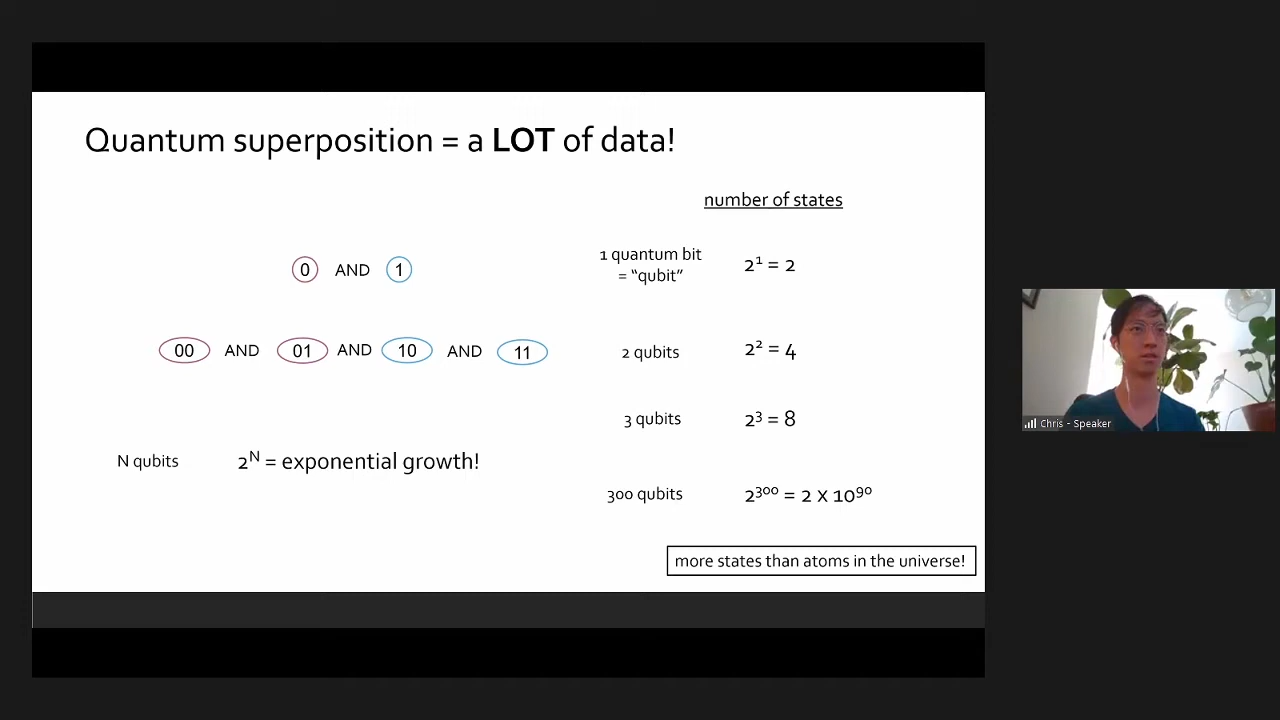 Quantum superposition = a LOT of data!
number of states
0 AND 1
1 quantum bit
= “qubit”
2¹ = 2
00 AND 01 AND 10 AND 11
2 qubits
2² = 4
3 qubits
2³ = 8
N qubits
2ᴺ = exponential growth!
300 qubits
2³⁰⁰ = 2 x 10⁹⁰
more states than atoms in the universe!
Chris - Speaker